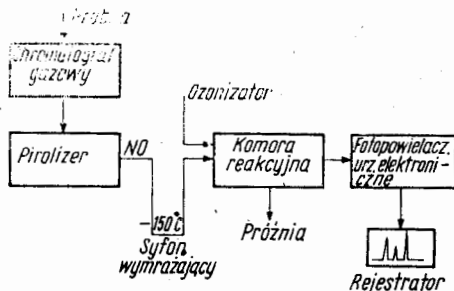 Chromatograf
gazowy
Ozonizator
Pirolizer
NO
Komora
reakcyjna
Fotopowielacz.
urz. elektroni-
czne
-150°C
Syfon
wymrażający
Próżnia
Rejestrator